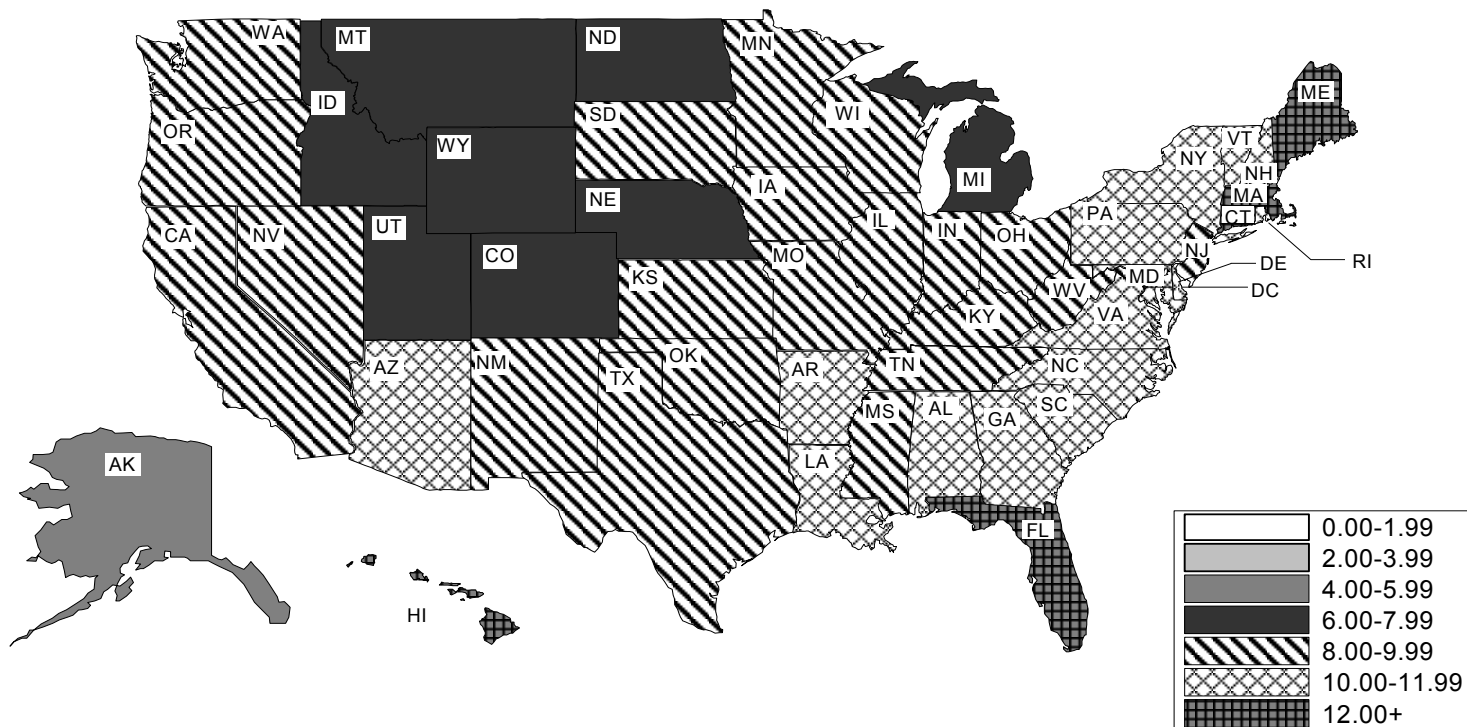 WA
MT
ND
MN
ME
ID
OR
SD
WI
VT
WY
NY
NH
MI
MA
IA
NE
PA
CT
UT
IL
IN
OH
CA
NV
CO
MO
NJ
RI
MD
DE
KS
WV
DC
VA
KY
OK
NC
AZ
NM
TX
TN
AR
SC
MS
AL
GA
LA
AK
FL
HI
0.00-1.99
2.00-3.99
4.00-5.99
6.00-7.99
8.00-9.99
10.00-11.99
12.00+